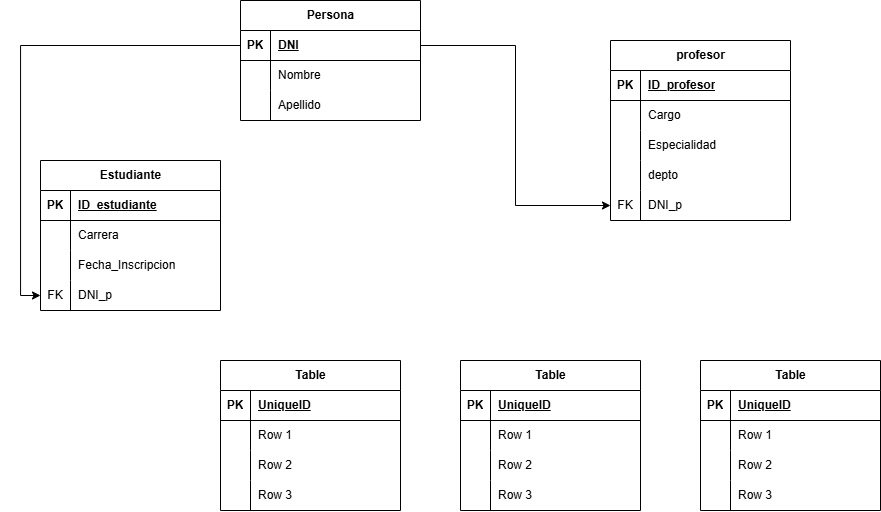 Persona
PK DNI
Nombre
Apellido
profesor
PK ID_profesor
Cargo
Especialidad
depto
FK DNI_p
Estudiante
PK ID_estudiante
Carrera
Fecha_Inscripcion
FK DNI_p
Table
PK UniqueID
Row 1
Row 2
Row 3
Table
PK UniqueID
Row 1
Row 2
Row 3
Table
PK UniqueID
Row 1
Row 2
Row 3